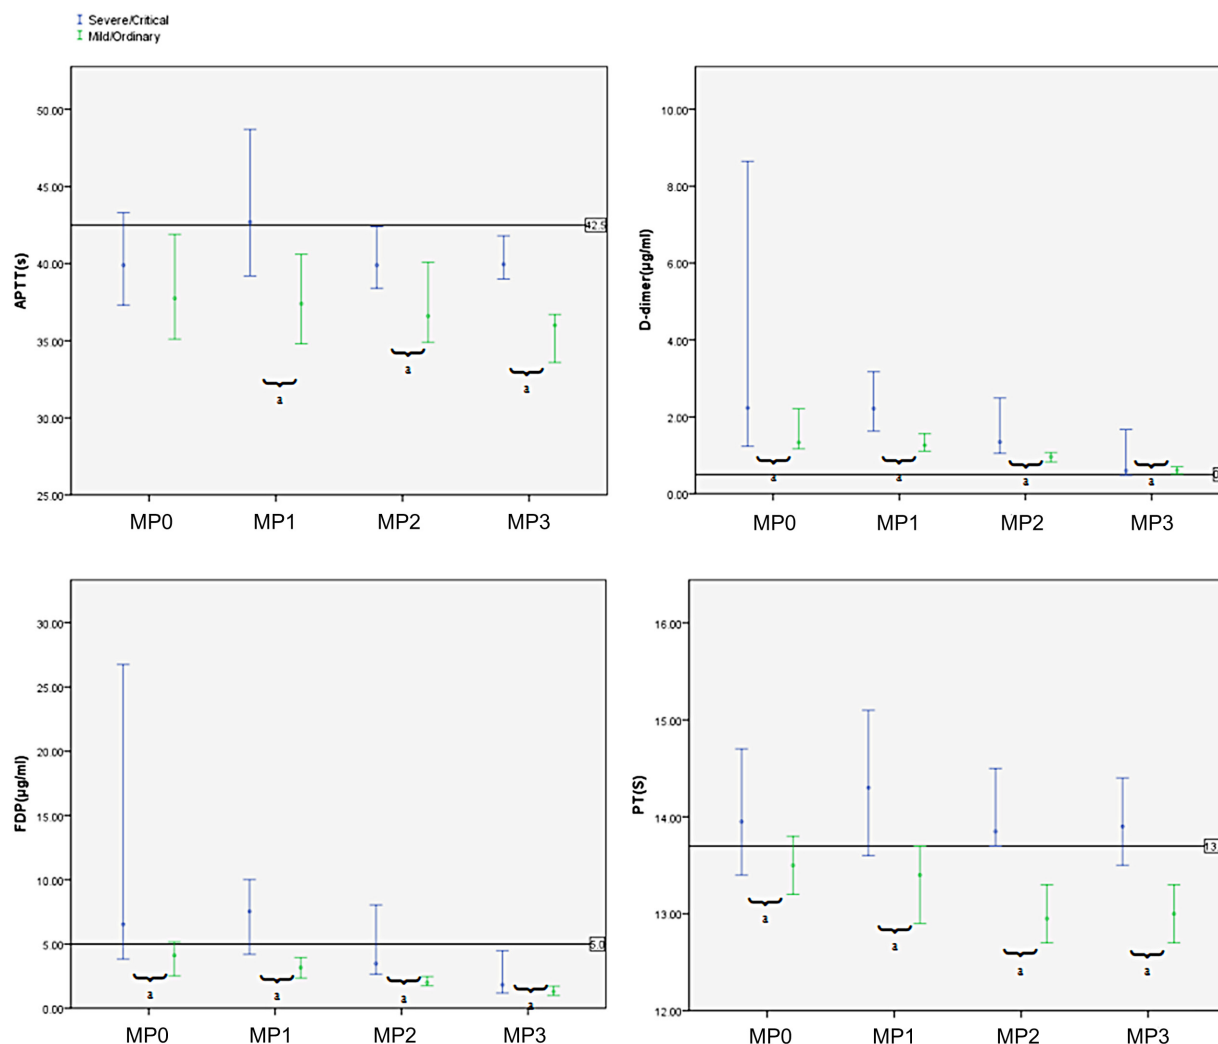 Severe/Critical
Mild/Ordinary
50.00
45.00
40.00
35.00
30.00
25.00
APTT(s)
42.5
a
a
a
MP0 MP1 MP2 MP3
10.00
8.00
6.00
4.00
2.00
0.00
D-dimer(µg/ml)
a
a
a
a
MP0 MP1 MP2 MP3
30.00
25.00
20.00
15.00
10.00
5.00
0.00
FDP(µg/ml)
5.0
a
a
a
a
MP0 MP1 MP2 MP3
16.00
15.00
14.00
13.00
12.00
PT(S)
13.
a
a
a
a
MP0 MP1 MP2 MP3